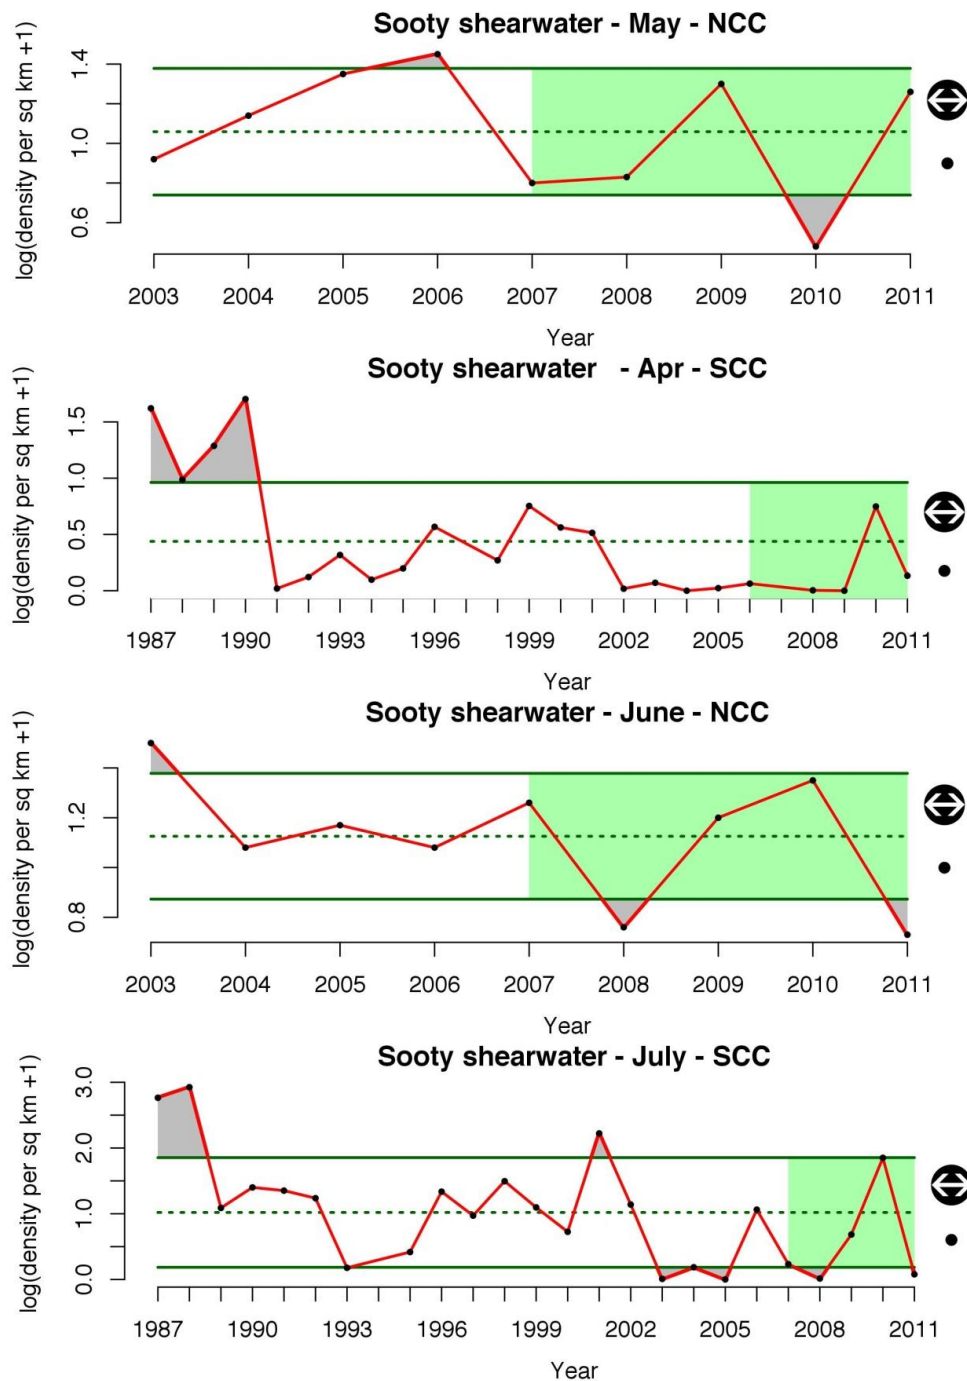 Sooty shearwater - May - NCC
log(density per sq km +1)
1.4
1.0
0.6
2003 2004 2005 2006 2007 2008 2009 2010 2011
Year
Sooty shearwater - Apr - SCC
log(density per sq km +1)
1.5
1.0
0.5
0.0
1987 1990 1993 1996 1999 2002 2005 2008 2011
Year
Sooty shearwater - June - NCC
log(density per sq km +1)
1.2
0.8
2003 2004 2005 2006 2007 2008 2009 2010 2011
Year
Sooty shearwater - July - SCC
log(density per sq km +1)
3.0
2.0
1.0
0.0
1987 1990 1993 1996 1999 2002 2005 2008 2011
Year